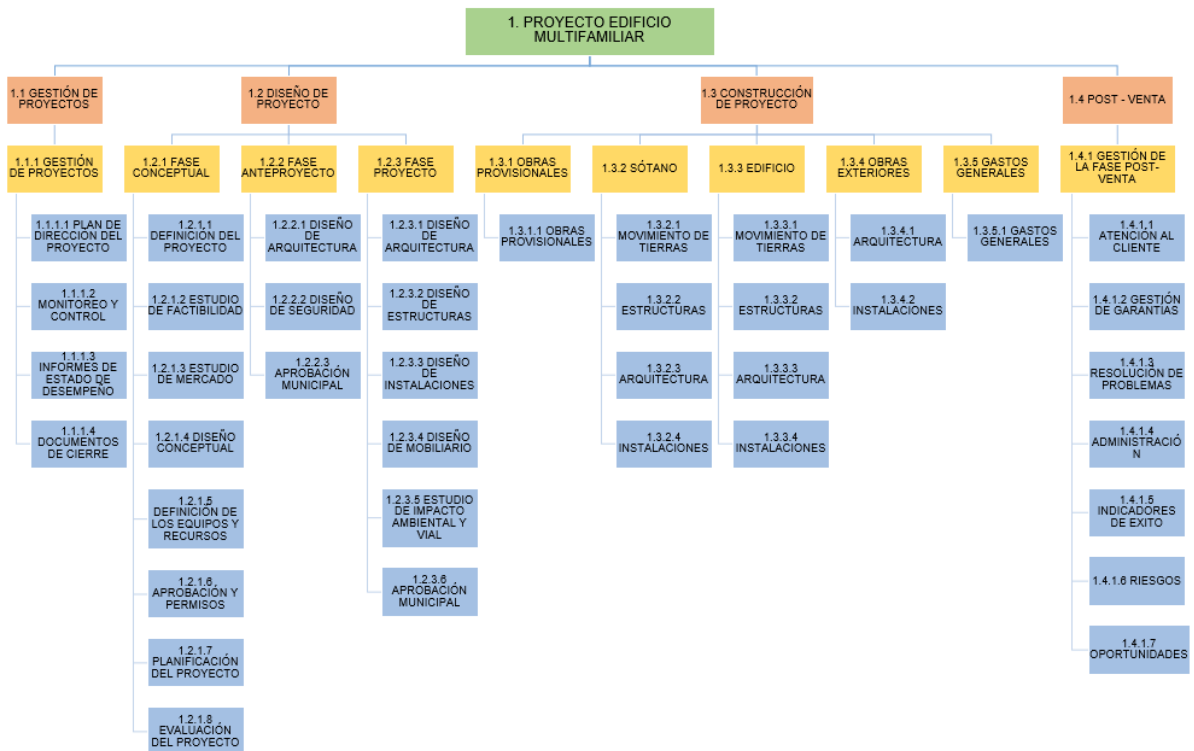 1. PROYECTO EDIFICIO
MULTIFAMILIAR
1.1 GESTIÓN DE
PROYECTOS
1.2 DISEÑO DE
PROYECTO
1.3 CONSTRUCCIÓN
DE PROYECTO
1.4 POST - VENTA
1.1.1 GESTIÓN
DE PROYECTOS
1.2.1 FASE
CONCEPTUAL
1.2.2 FASE
ANTEPROYECTO
1.2.3 FASE
PROYECTO
1.3.1 OBRAS
PROVISIONALES
1.3.2 SÓTANO
1.3.3 EDIFICIO
1.3.4 OBRAS
EXTERIORES
1.3.5 GASTOS
GENERALES
1.4.1 GESTIÓN DE
LA FASE POST-
VENTA
1.1.1.1 PLAN DE
DIRECCIÓN DEL
PROYECTO
1.1.1.2
MONITOREO Y
CONTROL
1.1.1.3
INFORMES DE
ESTADO DE
DESEMPEÑO
1.1.1.4
DOCUMENTOS
DE CIERRE
1.2.1.1
DEFINICIÓN DEL
PROYECTO
1.2.1.2 ESTUDIO
DE FACTIBILIDAD
1.2.1.3 ESTUDIO
DE MERCADO
1.2.1.4 DISEÑO
CONCEPTUAL
1.2.1.5
DEFINICIÓN DE
LOS EQUIPOS Y
RECURSOS
1.2.1.6
APROBACIÓN Y
PERMISOS
1.2.1.7
PLANIFICACIÓN
DEL PROYECTO
1.2.1.8
EVALUACIÓN
DEL PROYECTO
1.2.2.1 DISEÑO
DE
ARQUITECTURA
1.2.2.2 DISEÑO
DE SEGURIDAD
1.2.2.3
APROBACIÓN
MUNICIPAL
1.2.3.1 DISEÑO
DE
ARQUITECTURA
1.2.3.2 DISEÑO
DE
ESTRUCTURAS
1.2.3.3 DISEÑO
DE
INSTALACIONES
1.2.3.4 DISEÑO
DE MOBILIARIO
1.2.3.5 ESTUDIO
DE IMPACTO
AMBIENTAL Y
VIAL
1.2.3.6
APROBACIÓN
MUNICIPAL
1.3.1.1 OBRAS
PROVISIONALES
1.3.2.1
MOVIMIENTO DE
TIERRAS
1.3.2.2
ESTRUCTURAS
1.3.2.3
ARQUITECTURA
1.3.2.4
INSTALACIONES
1.3.3.1
MOVIMIENTO DE
TIERRAS
1.3.3.2
ESTRUCTURAS
1.3.3.3
ARQUITECTURA
1.3.3.4
INSTALACIONES
1.3.4.1
ARQUITECTURA
1.3.4.2
INSTALACIONES
1.3.5.1 GASTOS
GENERALES
1.4.1.1
ATENCIÓN AL
CLIENTE
1.4.1.2 GESTIÓN
DE GARANTÍAS
1.4.1.3
RESOLUCIÓN DE
PROBLEMAS
1.4.1.4
ADMINISTRACIÓ
N
1.4.1.5
INDICADORES
DE EXITO
1.4.1.6 RIESGOS
1.4.1.7
OPORTUNIDADES